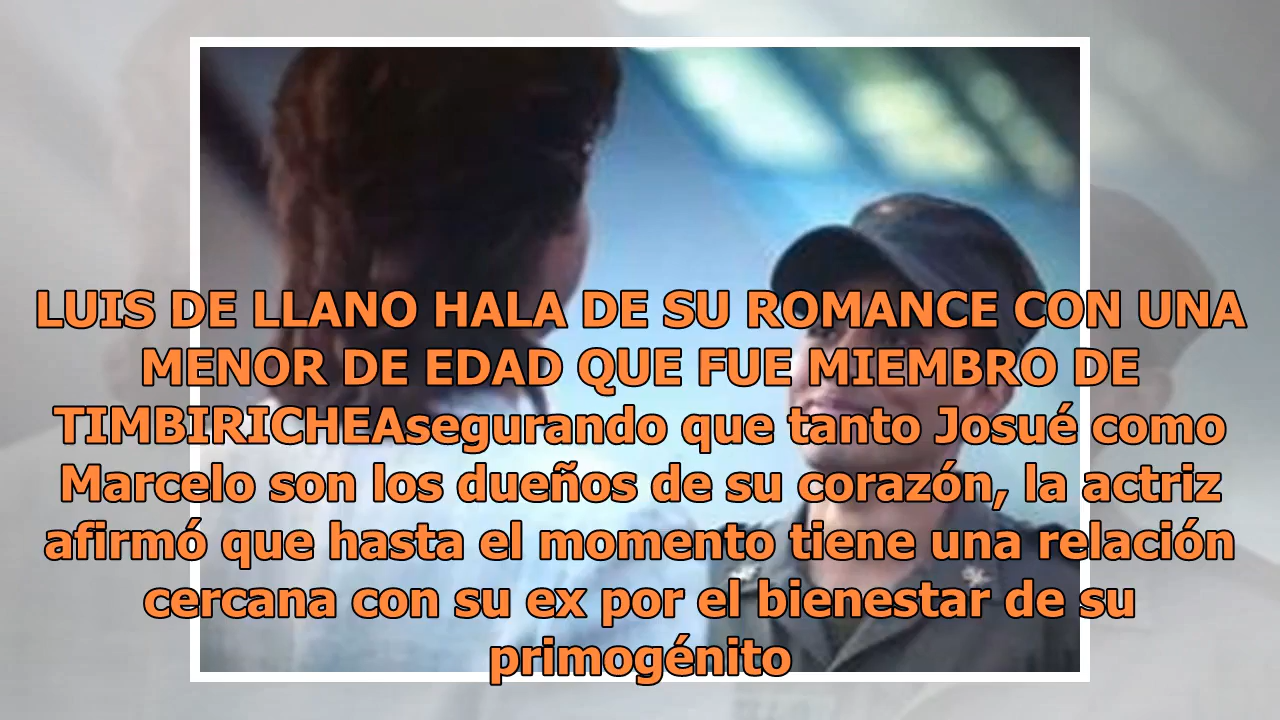 LUIS DE LLANO HALA DE SU ROMANCE CON UNA
MENOR DE EDAD QUE FUE MIEMBRO DE
TIMBIRICHEAsegurando que tanto Josué como
Marcelo son los dueños de su corazón, la actriz
afirmó que hasta el momento tiene una relación
cercana con su ex por el bienestar de su
primogénito